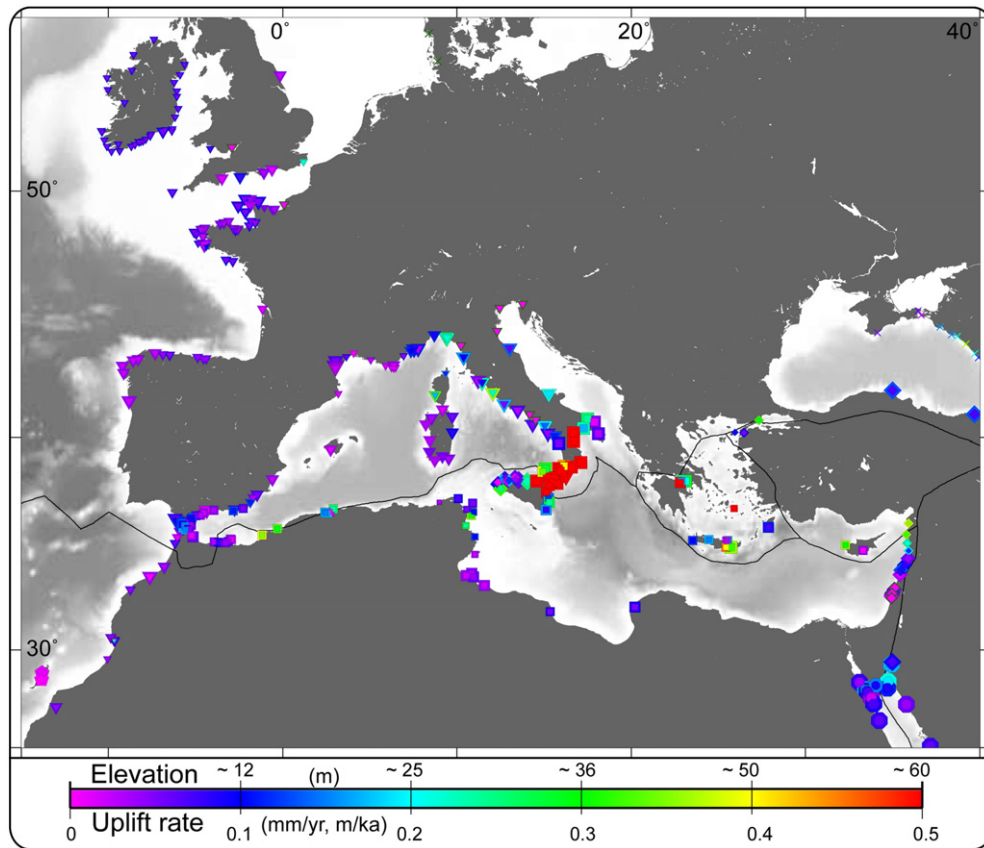 0° 20° 40°
50°
30°
Elevation ~ 12 (m) ~ 25 ~ 36 ~ 50 ~ 60
0 Uplift rate 0.1 (mm/yr, m/ka) 0.2 0.3 0.4 0.5